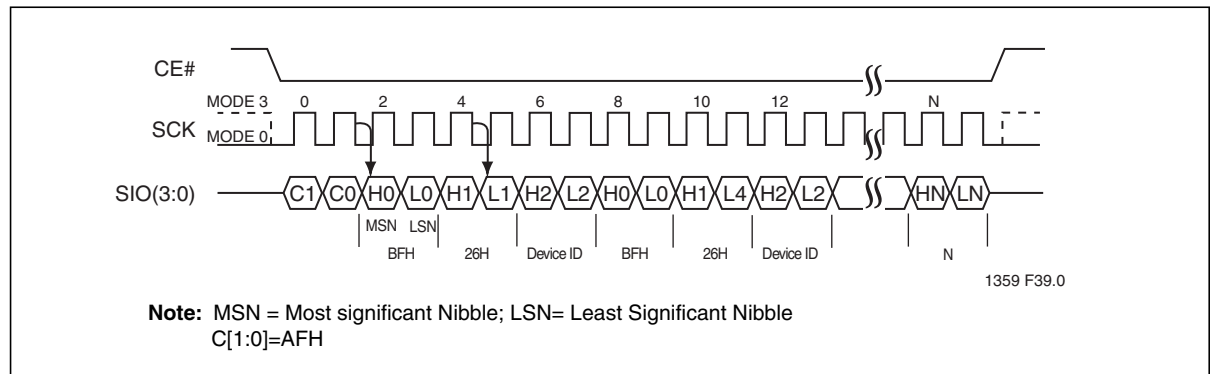 CE#
MODE 3 0 2 4 6 8 10 12 N
SCK
MODE 0
SIO(3:0) C1 C0 H0 L0 H1 L1 H2 L2 H0 L0 H1 L4 H2 L2 HN LN
MSN LSN
BFH 26H Device ID BFH 26H Device ID N
1359 F39.0
Note: MSN = Most significant Nibble; LSN= Least Significant Nibble
C[1:0]=AFH